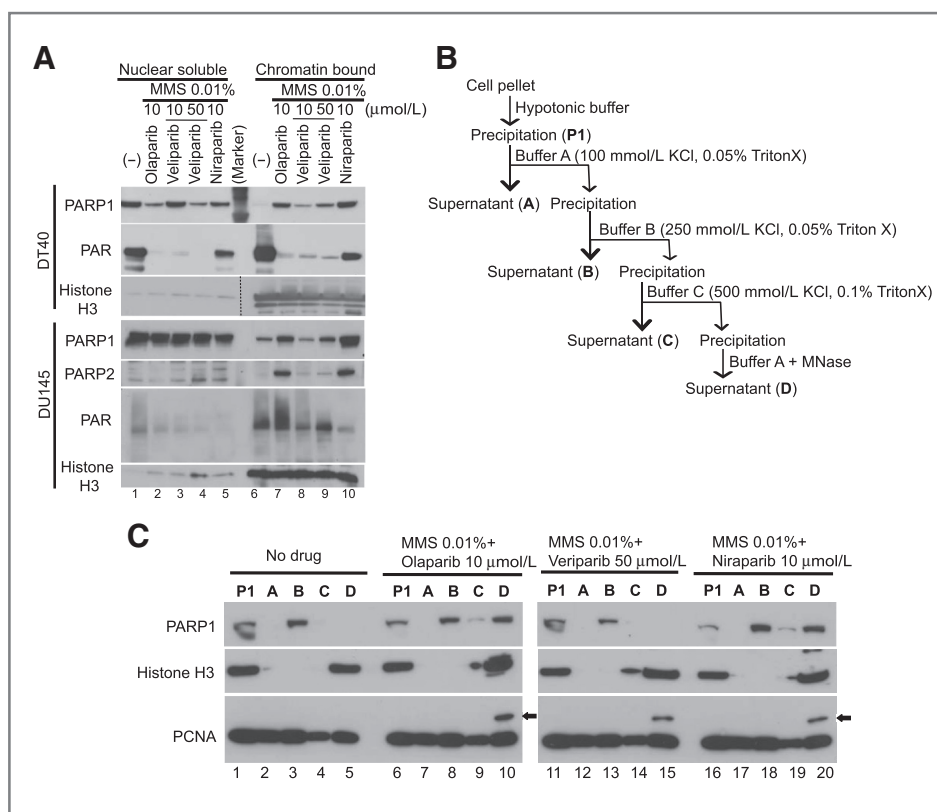 A
Nuclear soluble Chromatin bound
MMS 0.01% MMS 0.01%
10 10 50 10 10 10 50 10 (μmol/L)
(–) Olaparib Veliparib Veliparib Niraparib (Marker) (–) Olaparib Veliparib Veliparib Niraparib
DT40
PARP1
PAR
Histone
H3
DU145
PARP1
PARP2
PAR
Histone
H3
1 2 3 4 5 6 7 8 9 10
B
Cell pellet
Hypotonic buffer
Precipitation (P1)
Buffer A (100 mmol/L KCl, 0.05% TritonX)
Supernatant (A) Precipitation
Buffer B (250 mmol/L KCl, 0.05% Triton X)
Supernatant (B) Precipitation
Buffer C (500 mmol/L KCl, 0.1% TritonX)
Supernatant (C) Precipitation
Buffer A + MNase
Supernatant (D)
C
No drug
MMS 0.01%+
Olaparib 10 μmol/L
MMS 0.01%+
Veriparib 50 μmol/L
MMS 0.01%+
Niraparib 10 μmol/L
P1 A B C D P1 A B C D P1 A B C D P1 A B C D
PARP1
Histone H3
PCNA
1 2 3 4 5 6 7 8 9 10 11 12 13 14 15 16 17 18 19 20